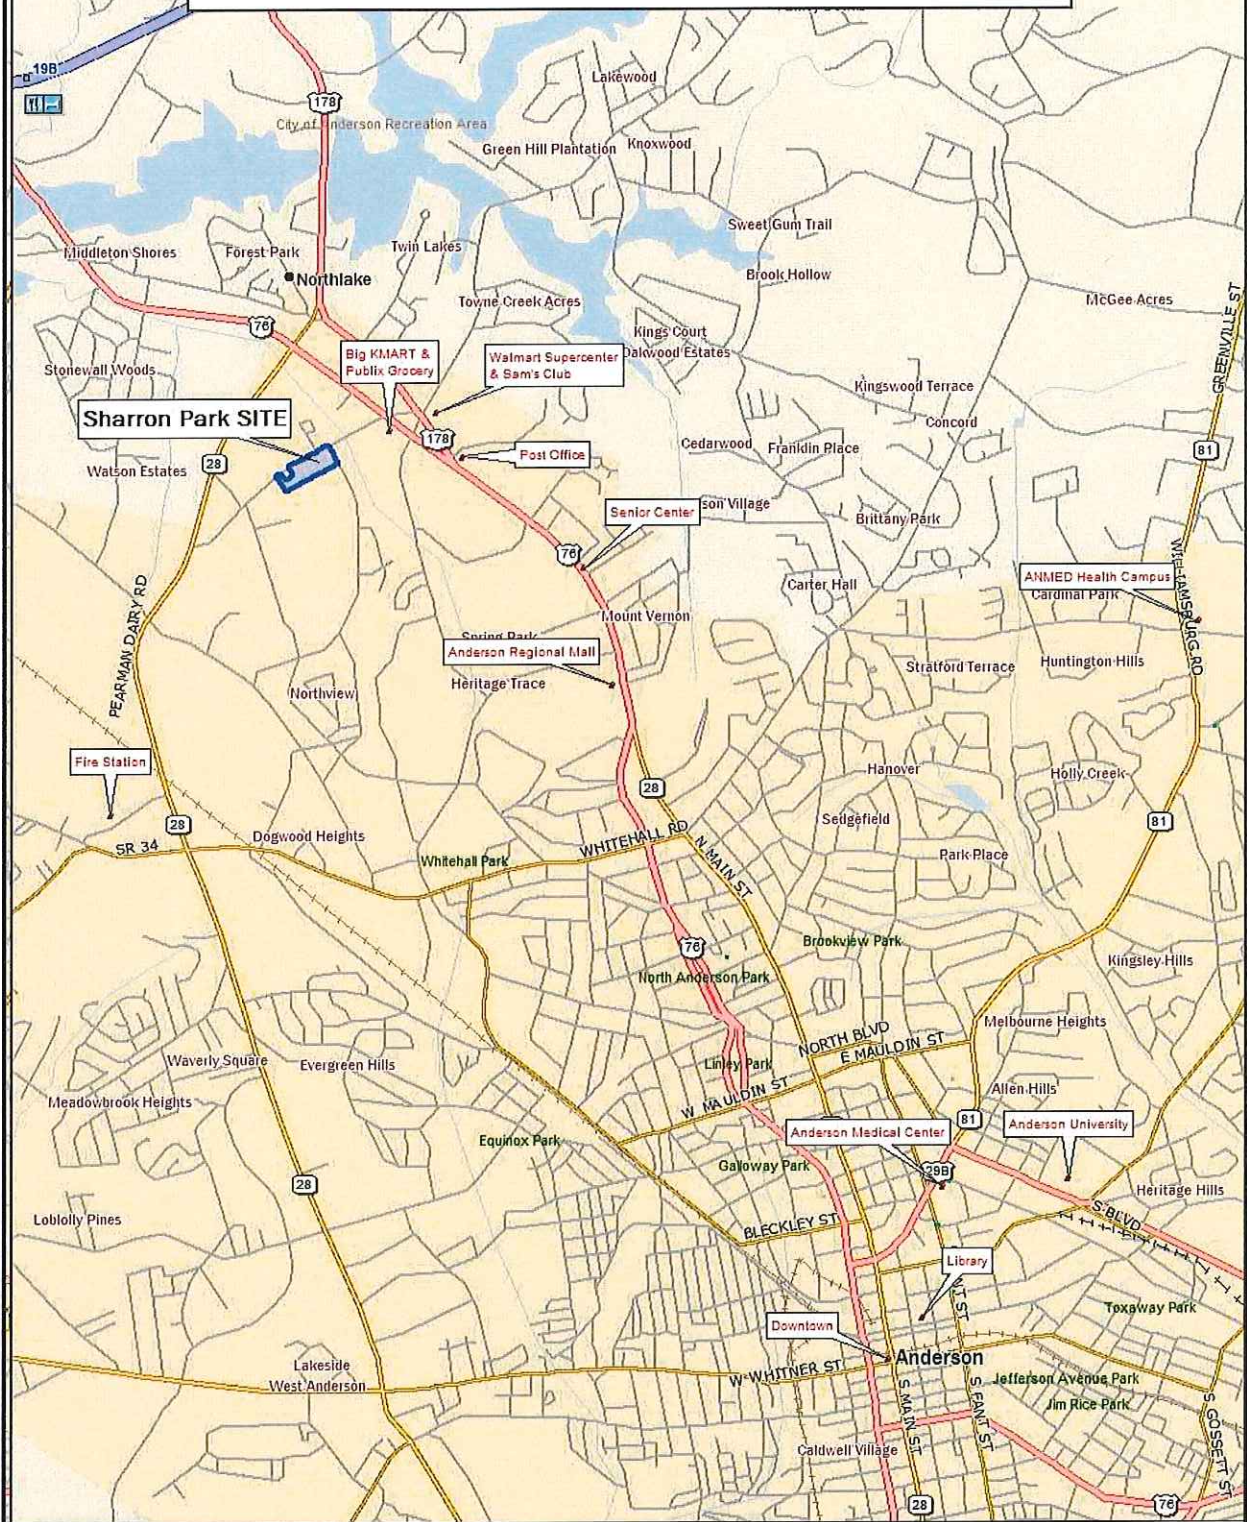 19B
178
City of Anderson Recreation Area
Lakewood
Green Hill Plantation
Knoxwood
Sweet Gum Trail
Middleton Shores
Forest Park
Twin Lakes
Northlake
Brook Hollow
Towne Creek Acres
McGee Acres
GREENVILLE ST
76
Kings Court
Oakwood Estates
Big KMART &
Publix Grocery
Walmart Supercenter
& Sam's Club
Stonewall Woods
Kingswood Terrace
Sharron Park SITE
Concord
178
Cedarwood
Franklin Place
81
Post Office
Watson Estates
28
Senior Center
son Village
Brittany Park
76
WILLIAMSBURG RD
ANMED Health Campus
Cardinal Park
Carter Hall
PEARMAN DAIRY RD
Mount Vernon
Spring Park
Anderson Regional Mall
Stratford Terrace
Huntington Hills
Heritage Trace
Northview
Fire Station
Hanover
Holly Creek
28
28
Sedgefield
81
SR 34
Dogwood Heights
WHITEHALL RD
N MAIN ST
Whitehall Park
Park Place
76
Brookview Park
North Anderson Park
Kingsley Hills
Melbourne Heights
NORTH BLVD
E MAULDIN ST
Waverly Square
Evergreen Hills
Linley Park
W MAULDIN ST
Allen Hills
Meadowbrook Heights
81
Anderson Medical Center
Anderson University
Equinox Park
Galloway Park
29B
28
Heritage Hills
Loblolly Pines
BLECKLEY ST
S BLVD
Library
NT ST
Toxaway Park
Downtown
Anderson
Lakeside
West Anderson
W WHITNER ST
Jefferson Avenue Park
Jim Rice Park
S MAIN ST
S FANT ST
S GOSSETT ST
Caldwell Village
28
76